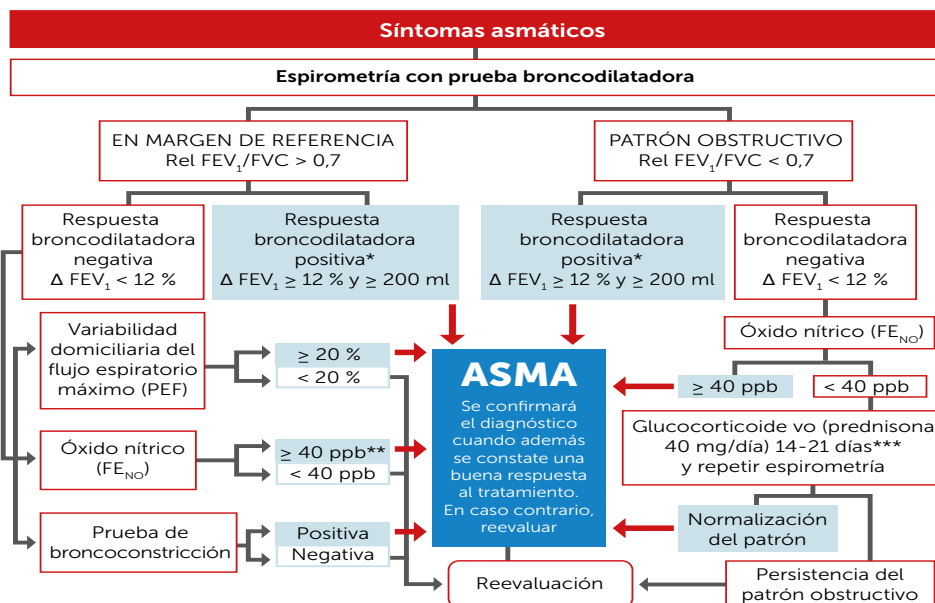 Síntomas asmáticos
Espirometría con prueba broncodilatadora
EN MARGEN DE REFERENCIA
Rel FEV₁/FVC > 0,7
PATRÓN OBSTRUCTIVO
Rel FEV₁/FVC < 0,7
Respuesta
broncodilatadora
negativa
Δ FEV₁ < 12 %
Respuesta
broncodilatadora
positiva*
Δ FEV₁ ≥ 12 % y ≥ 200 ml
Respuesta
broncodilatadora
positiva*
Δ FEV₁ ≥ 12 % y ≥ 200 ml
Respuesta
broncodilatadora
negativa
Δ FEV₁ < 12 %
Variabilidad
domiciliaria del
flujo espiratorio
máximo (PEF)
≥ 20 %
< 20 %
Óxido nítrico
(FE_NO)
≥ 40 ppb**
< 40 ppb
Prueba de
broncoconstricción
Positiva
Negativa
ASMA
Se confirmará
el diagnóstico
cuando además
se constate una
buena respuesta
al tratamiento.
En caso contrario,
reevaluar
Óxido nítrico (FE_NO)
≥ 40 ppb
< 40 ppb
Glucocorticoide vo (prednisona
40 mg/día) 14-21 días***
y repetir espirometría
Normalización
del patrón
Reevaluación
Persistencia del
patrón obstructivo